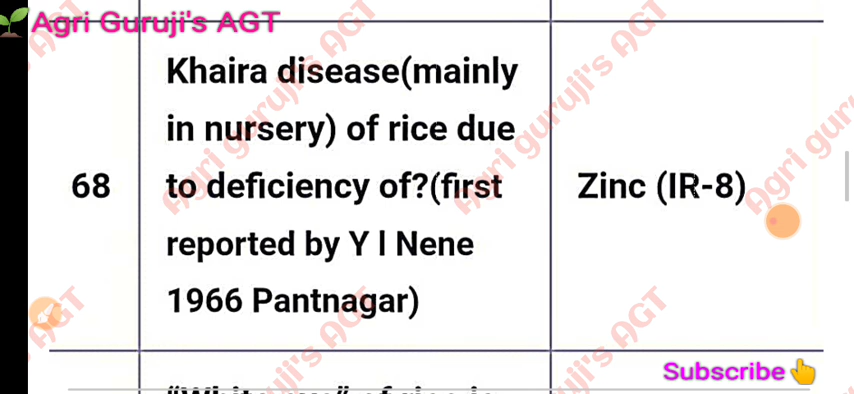 Agri Guruji's AGT
Khaira disease(mainly
in nursery) of rice due
68 to deficiency of?(first Zinc (IR-8)
reported by Y l Nene
1966 Pantnagar)
Subscribe